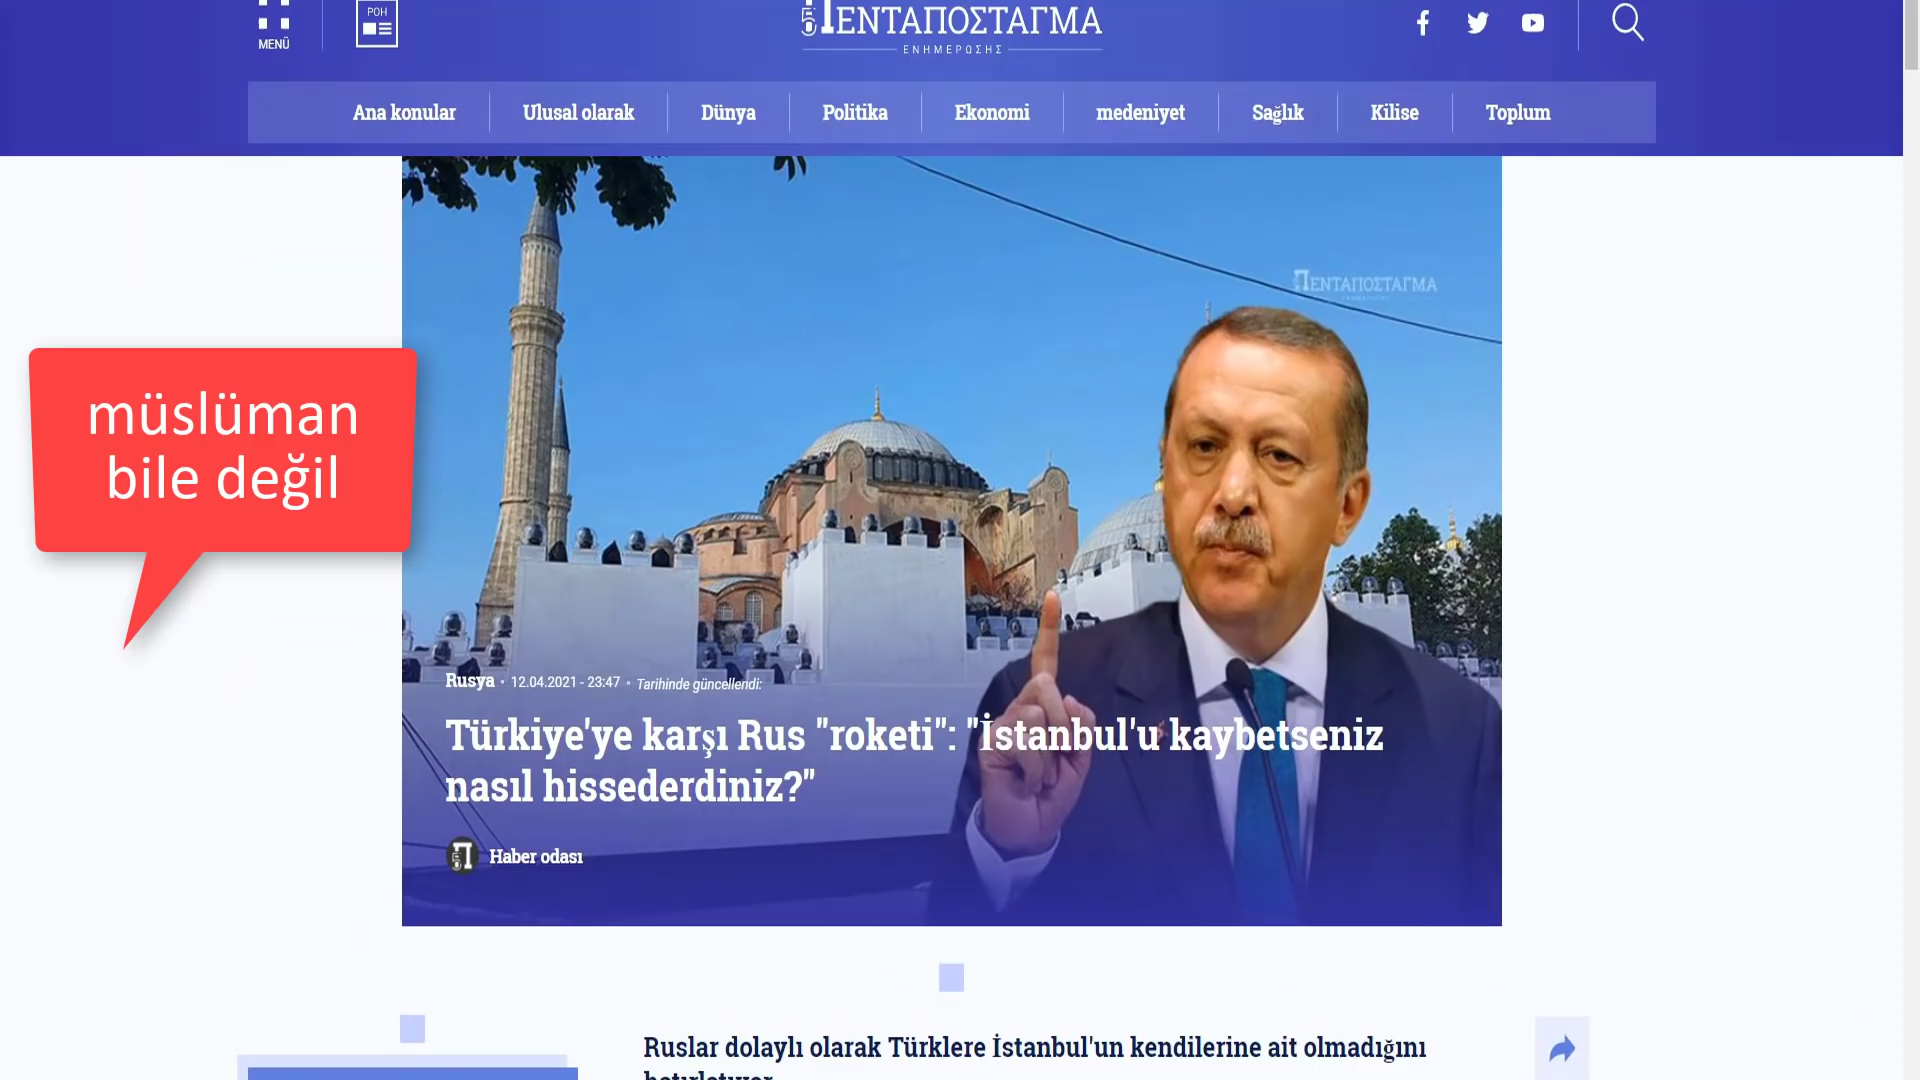 MENÜ
ΡΟΗ
ΠΕΝΤΑΠΟΣΤΑΓΜΑ
ΕΝΗΜΕΡΩΣΗΣ
Ana konular
Ulusal olarak
Dünya
Politika
Ekonomi
medeniyet
Sağlık
Kilise
Toplum
ΠΕΝΤΑΠΟΣΤΑΓΜΑ
müslüman
bile değil
Rusya • 12.04.2021 - 23:47 • Tarihinde güncellendi:
Türkiye'ye karşı Rus "roketi": "İstanbul'u kaybetseniz
nasıl hissederdiniz?"
Haber odası
Ruslar dolaylı olarak Türklere İstanbul'un kendilerine ait olmadığını